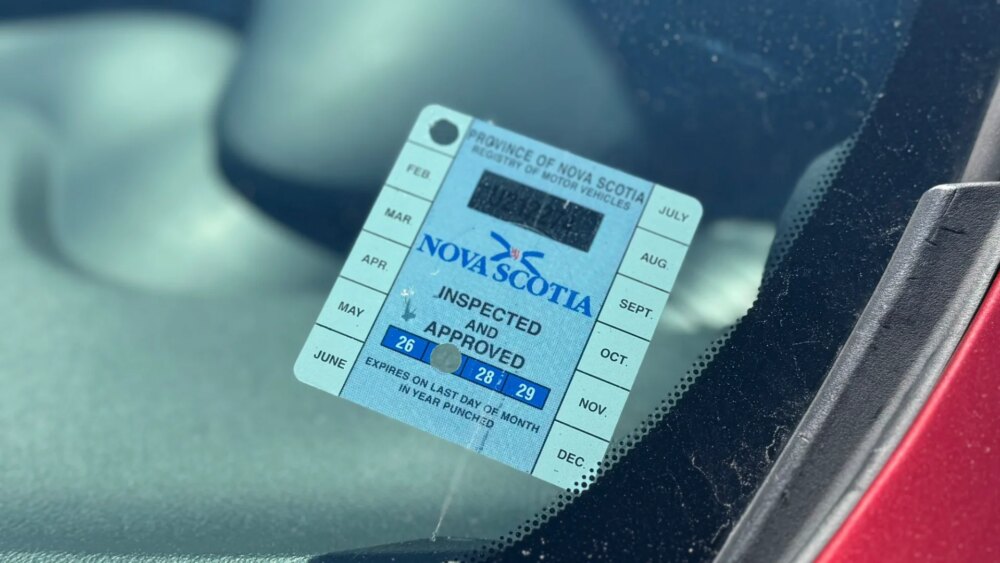 PROVINCE OF NOVA SCOTIA
REGISTRY OF MOTOR VEHICLES
FEB.
MAR.
APR.
MAY
JUNE
NOVA SCOTIA
INSPECTED
AND
APPROVED
26 28 29
EXPIRES ON LAST DAY OF MONTH
IN YEAR PUNCHED
JULY
AUG.
SEPT.
OCT.
NOV.
DEC.